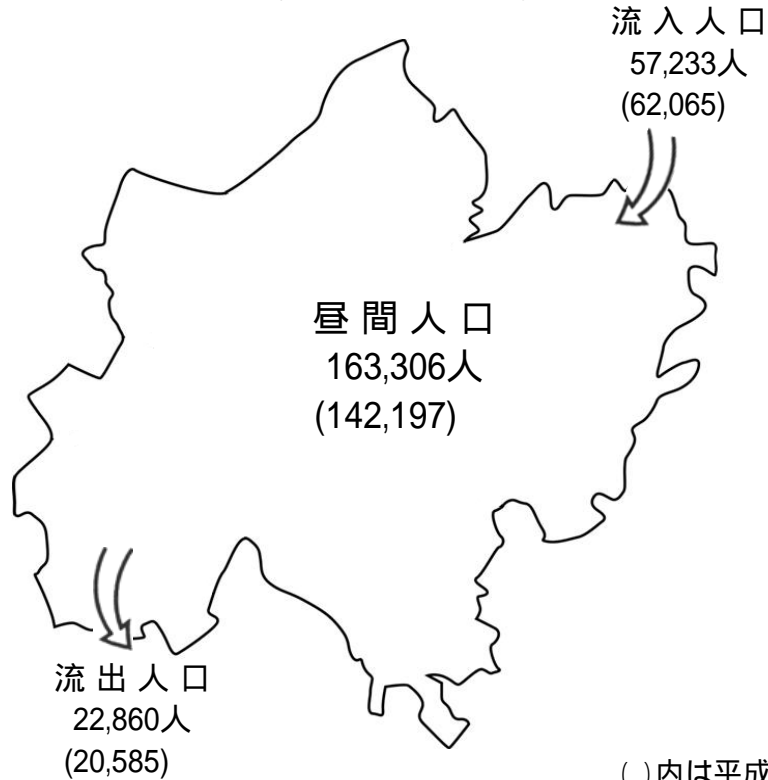 流入人口
57,233人
(62,065)
昼間人口
163,306人
(142,197)
流出人口
22,860人
(20,585)
( )内は平成